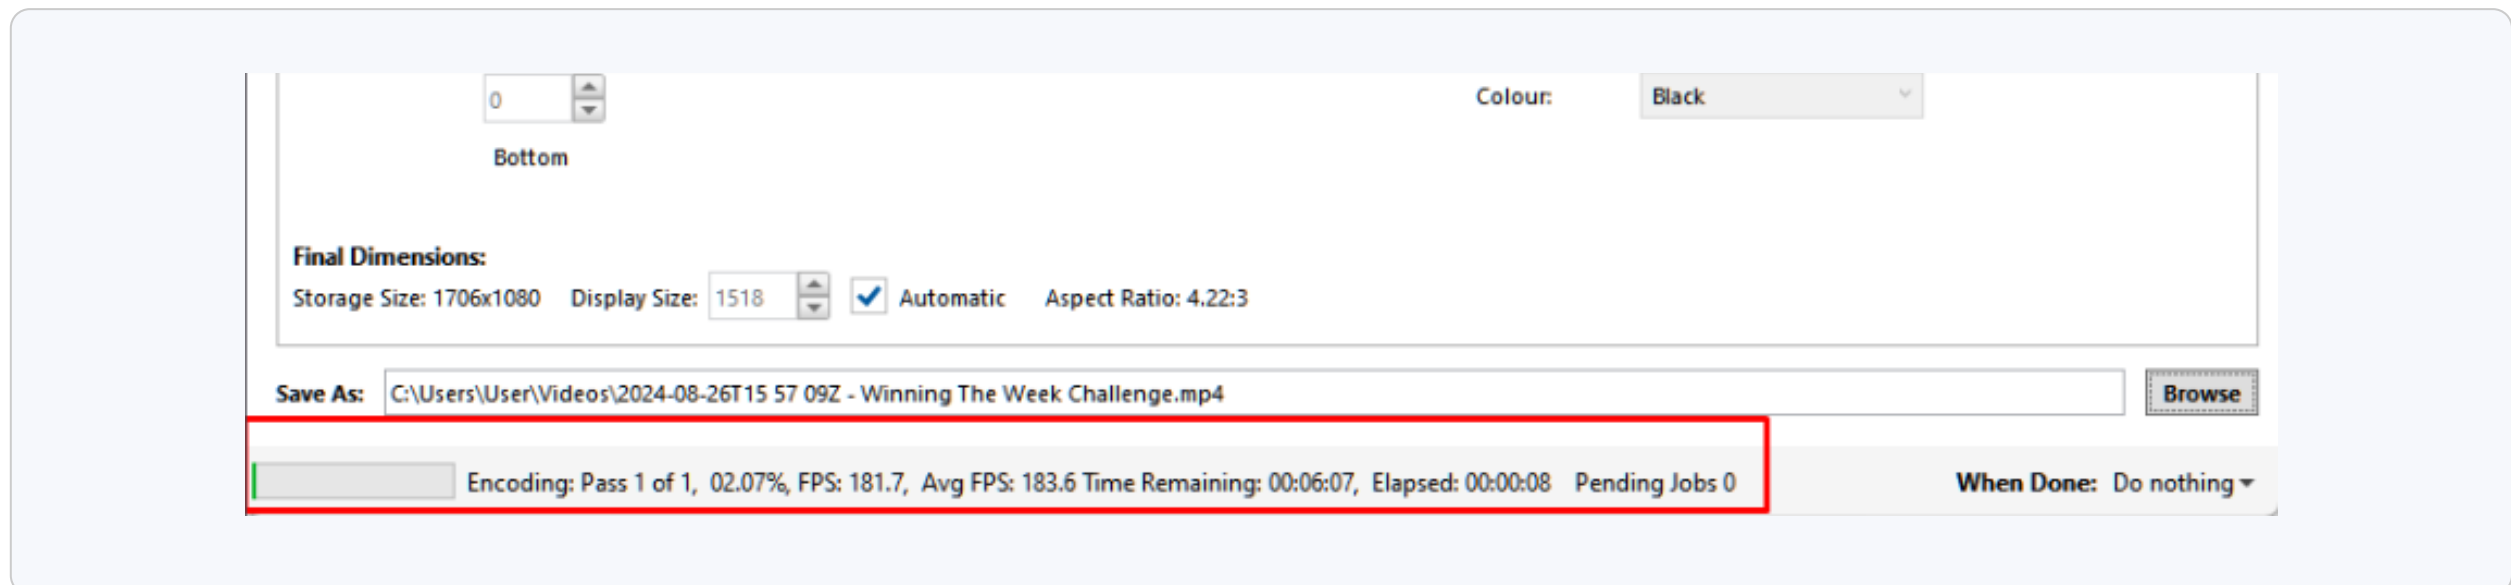 0
Colour: Black
Bottom
Final Dimensions:
Storage Size: 1706x1080 Display Size: 1518 Automatic Aspect Ratio: 4.22:3
Save As: C:\Users\User\Videos\2024-08-26T15 57 09Z - Winning The Week Challenge.mp4 Browse
Encoding: Pass 1 of 1, 02.07%, FPS: 181.7, Avg FPS: 183.6 Time Remaining: 00:06:07, Elapsed: 00:00:08 Pending Jobs 0 When Done: Do nothing